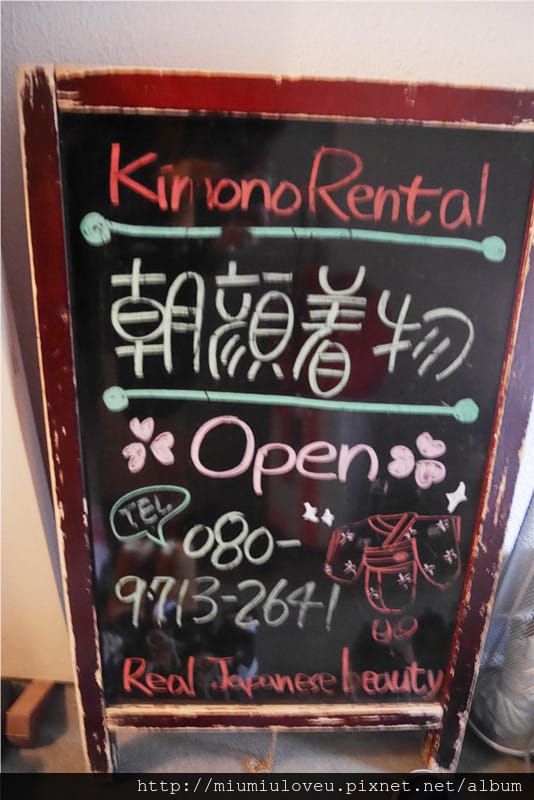 Kimono Rental
朝顔着物
Open
TEL
080-
9713-2641
Real Japanese beauty
http://miumiuloveu.pixnet.net/album